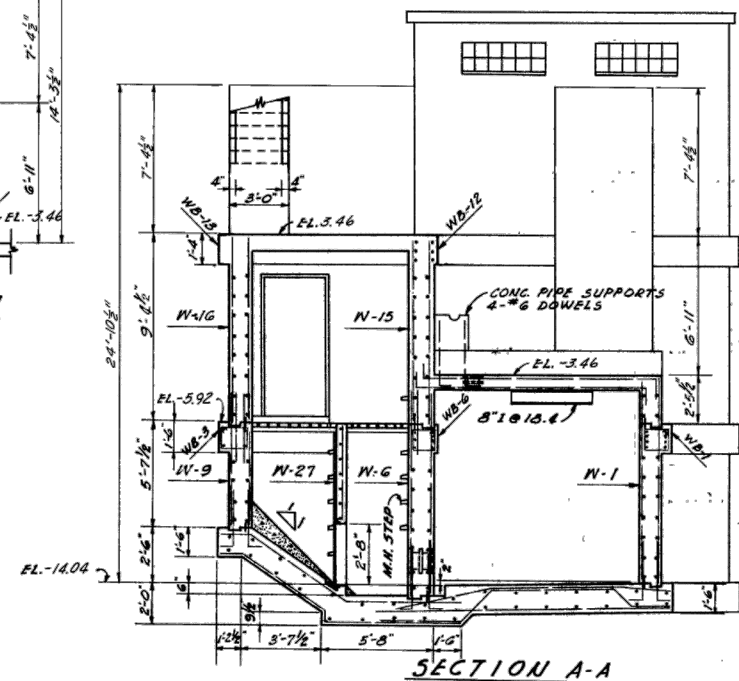 7'-4½"
14'-3½"
6'-11"
EL.-3.46
7'-4½"
4"
4"
3'-0"
7'-4½"
WB-13
EL.3.46
WB-12
1'-4"
CONC. PIPE SUPPORTS
4-#6 DOWELS
W-16
W-15
9'-4½"
24'-10½"
6'-11"
EL.-3.46
2'-5½"
8" I @ 18.4
EL.-5.92
WB-3
1'-6"
WB-6
WB-1
5'-7½"
W-9
W-27
W-6
W-1
1
1
M.H. STEP
2'-8"
2'-6"
1'-6"
2"
EL.-14.04
6"
2'-0"
9½
1'-6"
1'-2½"
3'-7½"
5'-8"
1'-6"
SECTION A-A